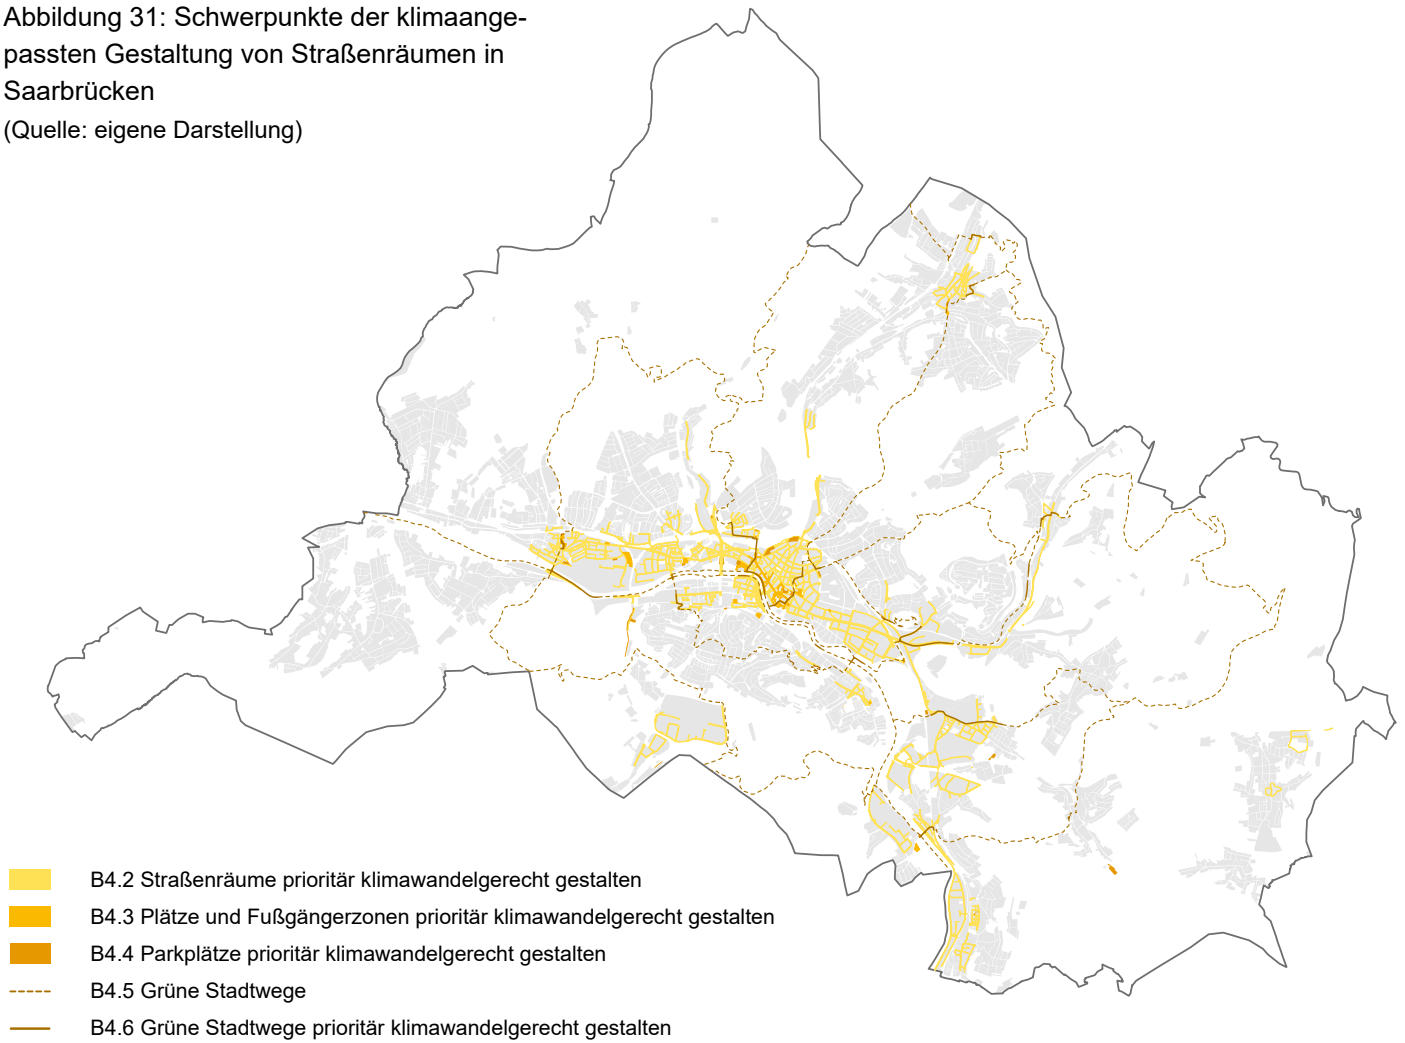 Abbildung 31: Schwerpunkte der klimaange-
passten Gestaltung von Straßenräumen in
Saarbrücken
(Quelle: eigene Darstellung)
B4.2 Straßenräume prioritär klimawandelgerecht gestalten
B4.3 Plätze und Fußgängerzonen prioritär klimawandelgerecht gestalten
B4.4 Parkplätze prioritär klimawandelgerecht gestalten
B4.5 Grüne Stadtwege
B4.6 Grüne Stadtwege prioritär klimawandelgerecht gestalten